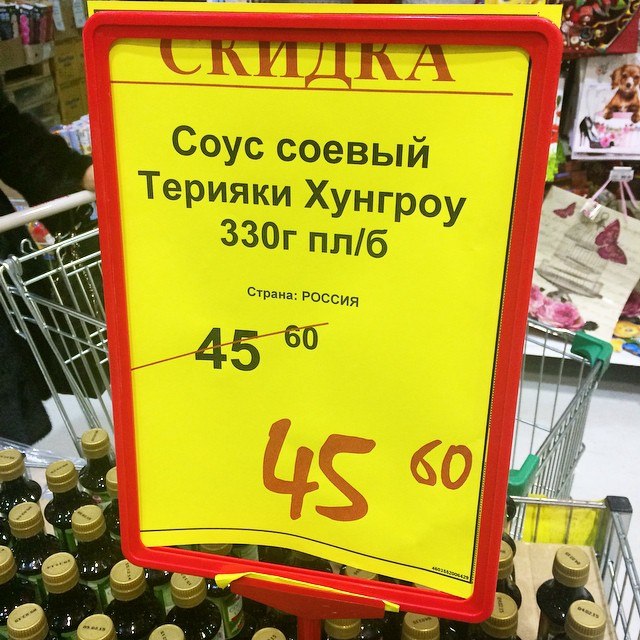 СКИДКА
Соус соевый
Терияки Хунгроу
330г пл/б
Страна: РОССИЯ
45 60
45 60